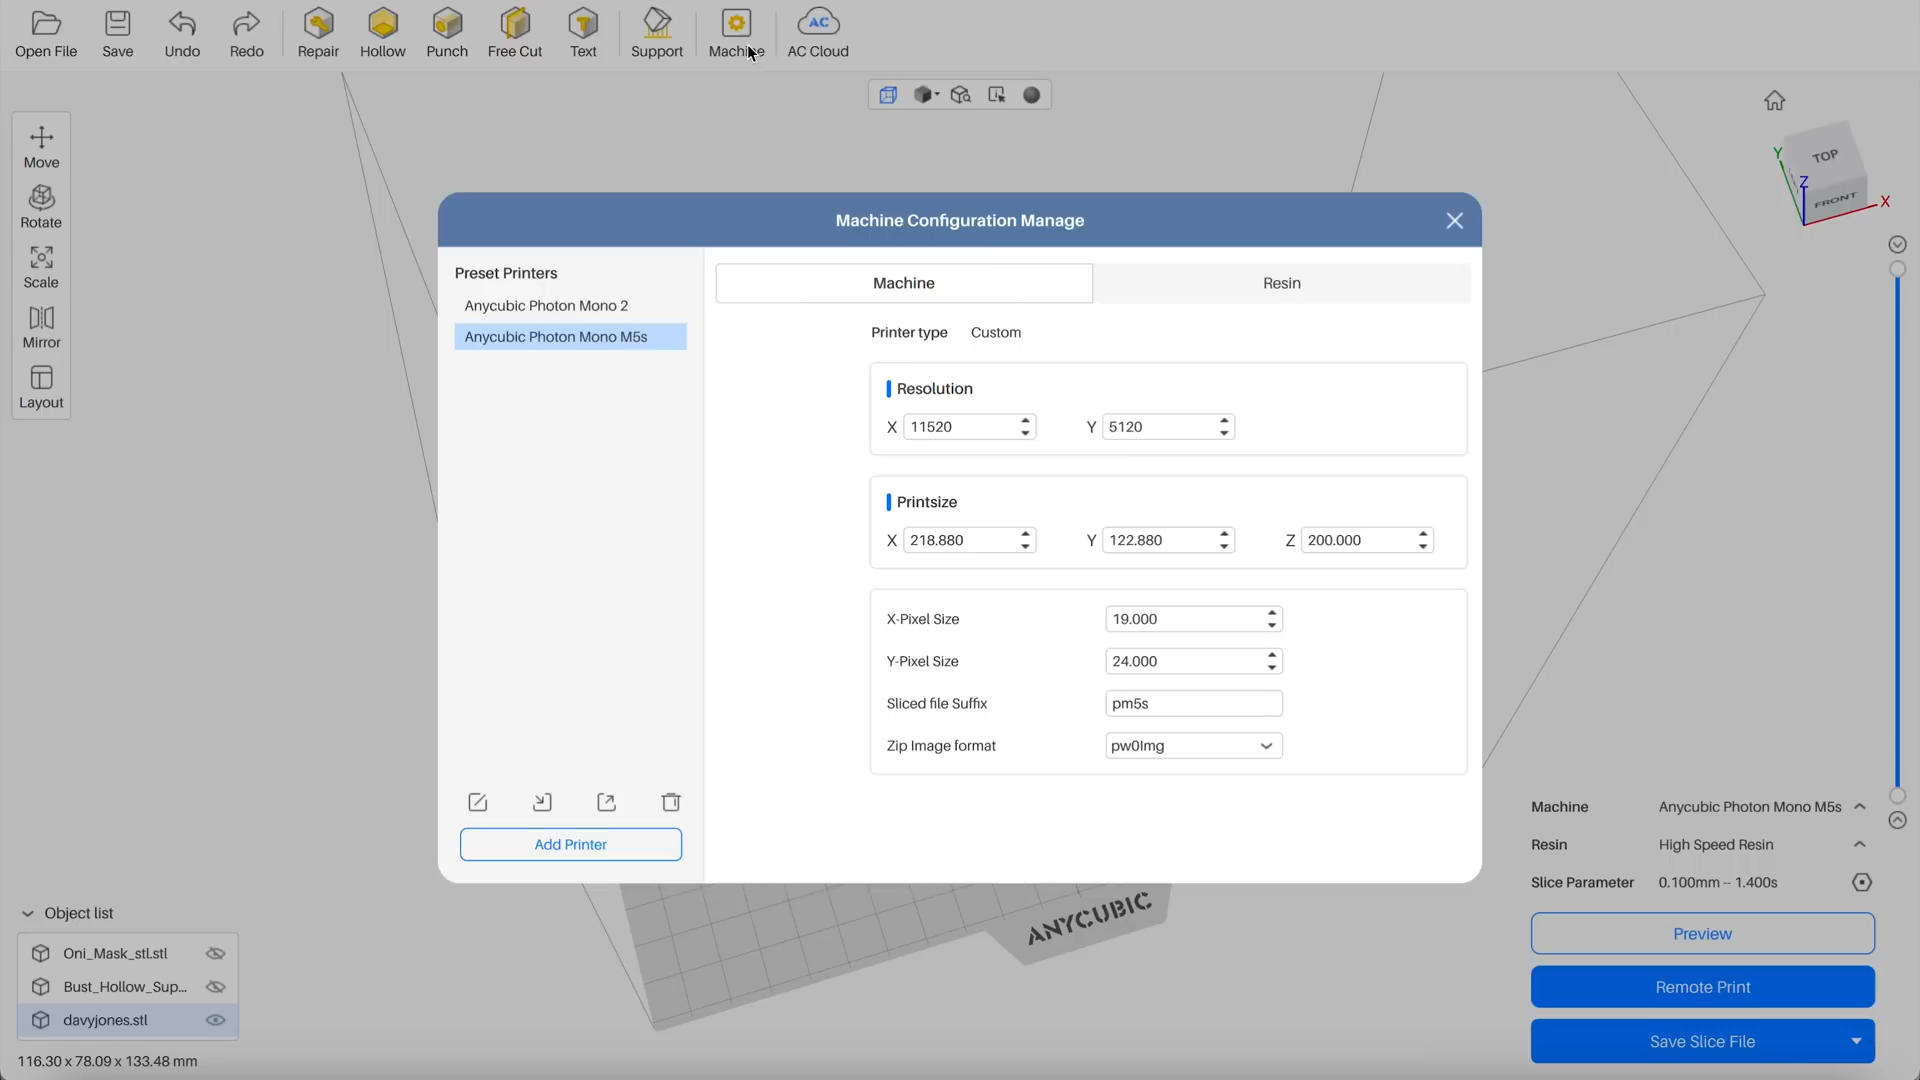 Open File
Save
Undo
Redo
Repair
Hollow
Punch
Free Cut
Text
Support
Machine
AC
AC Cloud
Move
Rotate
Scale
Mirror
Layout
TOP
FRONT
Y
Z
X
Machine Configuration Manage
Preset Printers
Anycubic Photon Mono 2
Anycubic Photon Mono M5s
Add Printer
Machine
Resin
Printer type Custom
Resolution
X 11520 Y 5120
Printsize
X 218.880 Y 122.880 Z 200.000
X-Pixel Size 19.000
Y-Pixel Size 24.000
Sliced file Suffix pm5s
Zip Image format pw0Img
ANYCUBIC
Object list
Oni_Mask_stl.stl
Bust_Hollow_Sup...
davyjones.stl
116.30 x 78.09 x 133.48 mm
Machine Anycubic Photon Mono M5s
Resin High Speed Resin
Slice Parameter 0.100mm -- 1.400s
Preview
Remote Print
Save Slice File